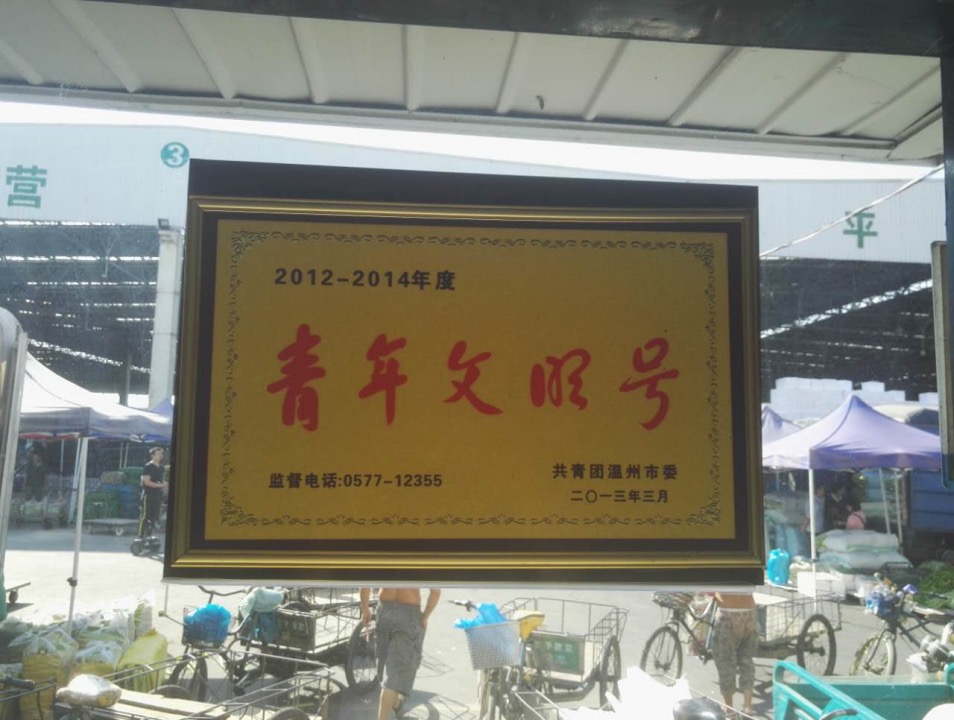 营
3
平
2012-2014年度
青年文明号
监督电话:0577-12355
共青团温州市委
二〇一三年三月